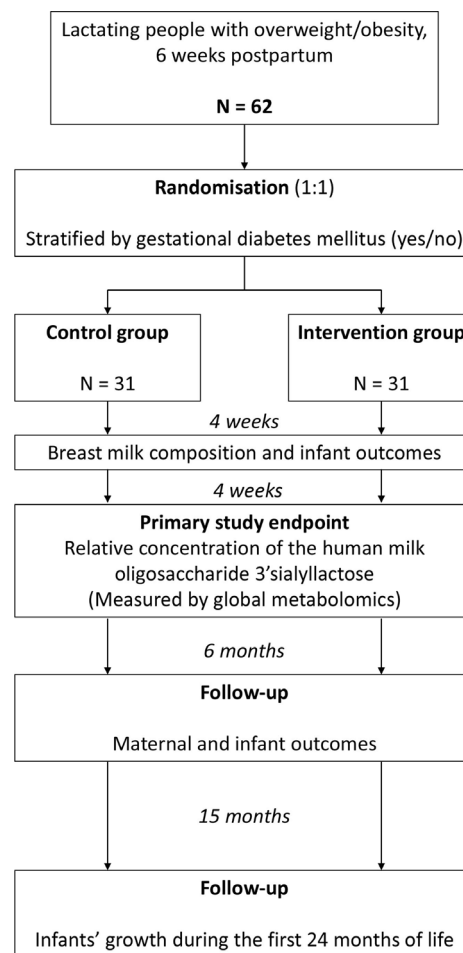 Lactating people with overweight/obesity,
6 weeks postpartum
N = 62
Randomisation (1:1)
Stratified by gestational diabetes mellitus (yes/no)
Control group
N = 31
Intervention group
N = 31
4 weeks
Breast milk composition and infant outcomes
4 weeks
Primary study endpoint
Relative concentration of the human milk
oligosaccharide 3'sialyllactose
(Measured by global metabolomics)
6 months
Follow-up
Maternal and infant outcomes
15 months
Follow-up
Infants' growth during the first 24 months of life